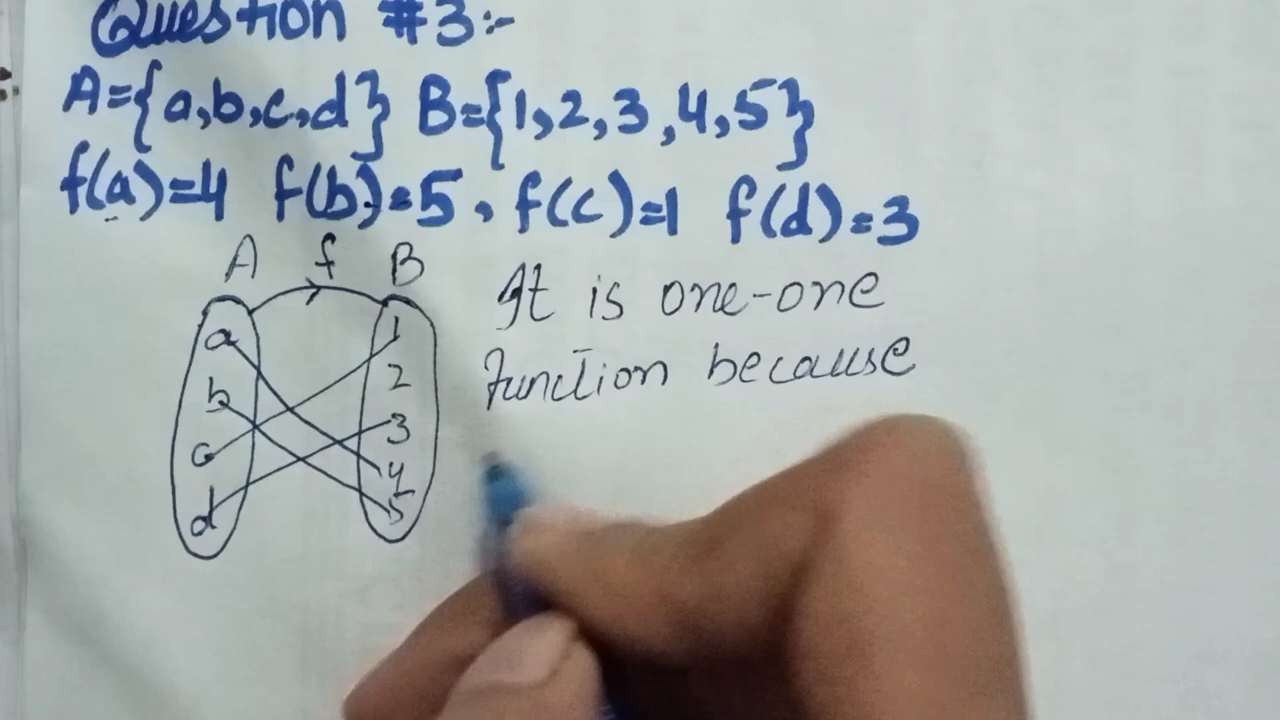 Question #3:-
A={a,b,c,d} B={1,2,3,4,5}
f(a)=4 f(b)=5, f(c)=1 f(d)=3
A f B
It is one-one
function because
a
b
c
d
1
2
3
4
5